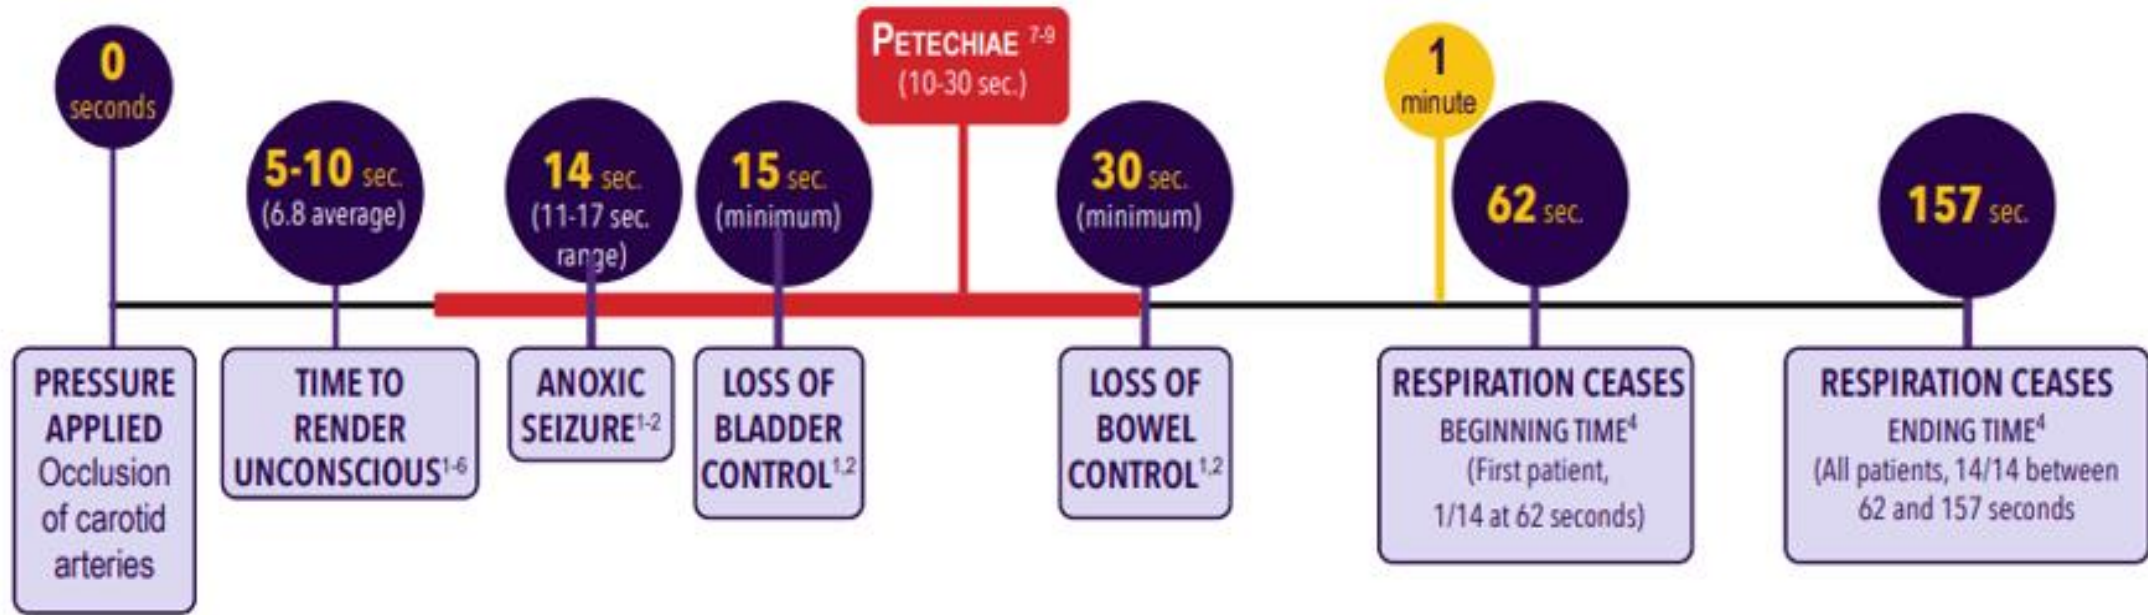 0
seconds
5-10 sec.
(6.8 average)
14 sec.
(11-17 sec.
range)
15 sec.
(minimum)
PETECHIAE 7-9
(10-30 sec.)
30 sec.
(minimum)
1
minute
62 sec.
157 sec.
PRESSURE
APPLIED
Occlusion
of carotid
arteries
TIME TO
RENDER
UNCONSCIOUS1-6
ANOXIC
SEIZURE1-2
LOSS OF
BLADDER
CONTROL1,2
LOSS OF
BOWEL
CONTROL1,2
RESPIRATION CEASES
BEGINNING TIME4
(First patient,
1/14 at 62 seconds)
RESPIRATION CEASES
ENDING TIME4
(All patients, 14/14 between
62 and 157 seconds